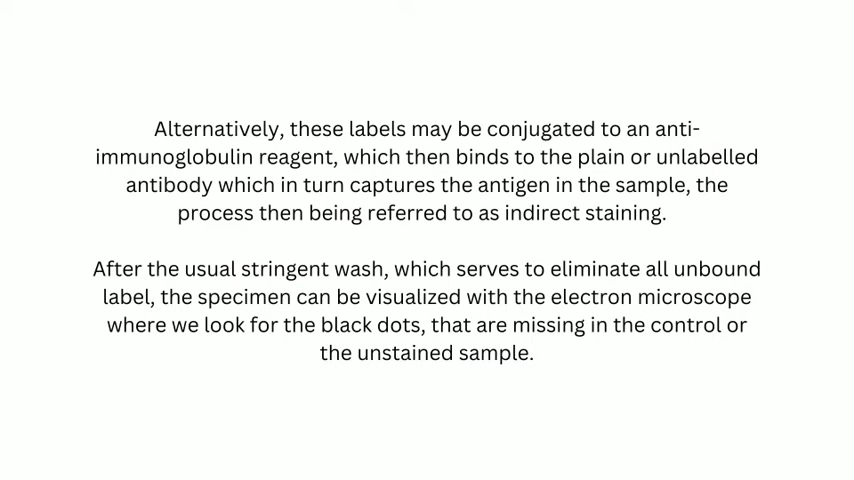 Alternatively, these labels may be conjugated to an anti-
immunoglobulin reagent, which then binds to the plain or unlabelled
antibody which in turn captures the antigen in the sample, the
process then being referred to as indirect staining.
After the usual stringent wash, which serves to eliminate all unbound
label, the specimen can be visualized with the electron microscope
where we look for the black dots, that are missing in the control or
the unstained sample.